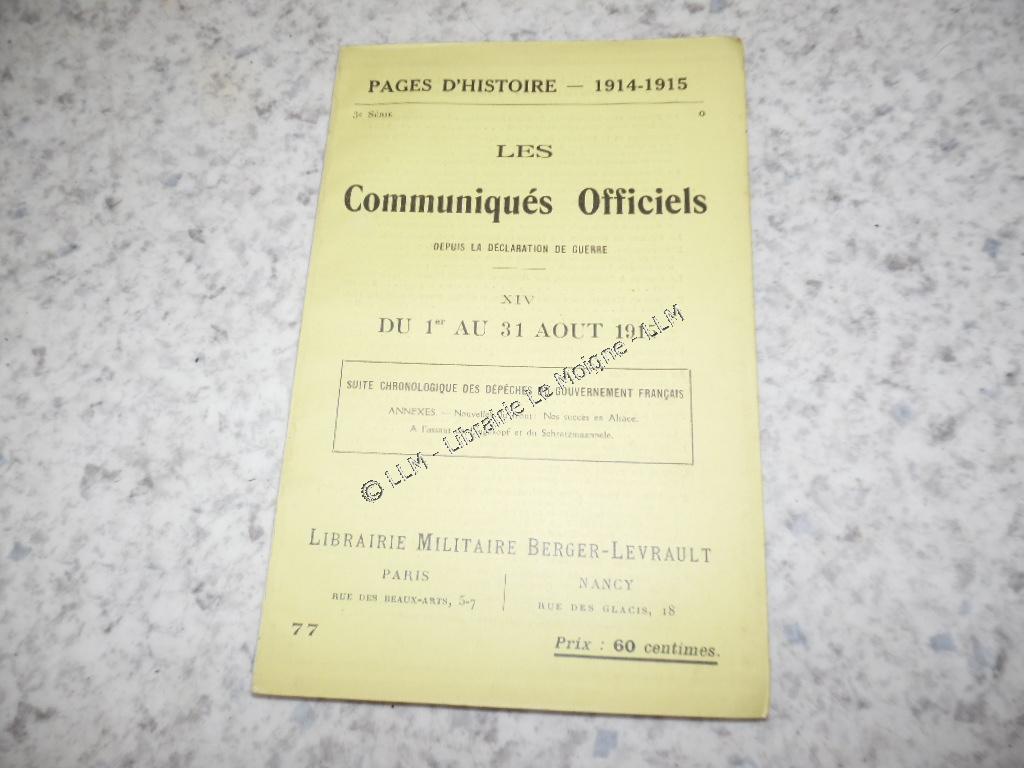 PAGES D'HISTOIRE — 1914-1915
3e Série 0
LES
Communiqués Officiels
DEPUIS LA DÉCLARATION DE GUERRE
XIV
DU 1er AU 31 AOUT
SUITE CHRONOLOGIQUE DES DÉPÊCHES GOUVERNEMENT FRANÇAIS
ANNEXES. — Nos succès en Alsace.
A l'assaut et du Schratzmaennele.
© LLM - Librairie Le Moigne - LLM
LIBRAIRIE MILITAIRE BERGER-LEVRAULT
PARIS NANCY
RUE DES BEAUX-ARTS, 5-7 RUE DES GLACIS, 18
77
Prix : 60 centimes.